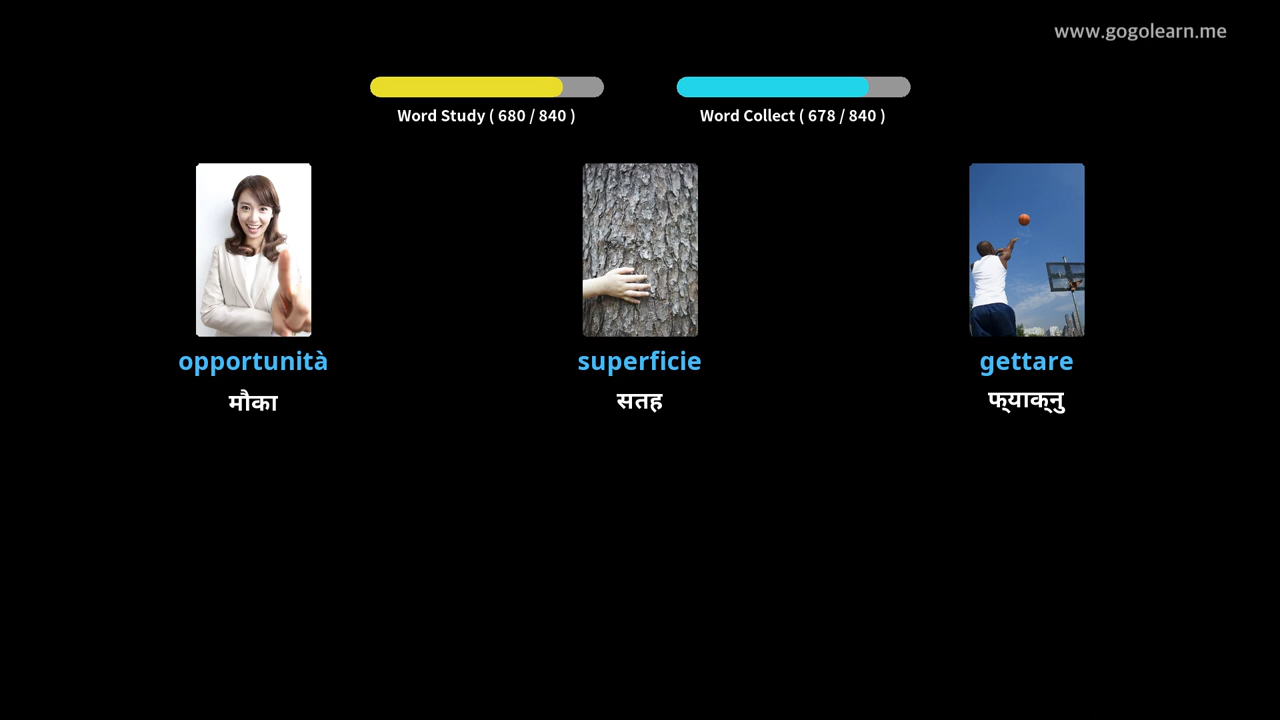 www.gogolearn.me
Word Study ( 680 / 840 )
Word Collect ( 678 / 840 )
opportunità
superficie
gettare
मौका
सतह
फ्याक्नु